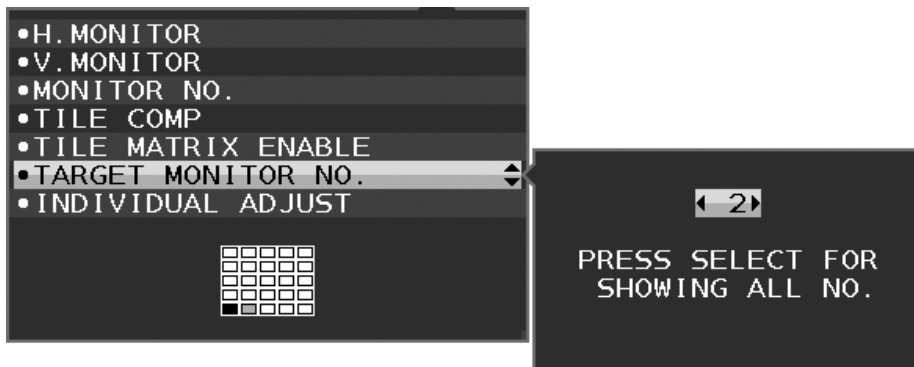 •H.MONITOR
•V.MONITOR
•MONITOR NO.
•TILE COMP
•TILE MATRIX ENABLE
•TARGET MONITOR NO.
•INDIVIDUAL ADJUST
2
PRESS SELECT FOR
SHOWING ALL NO.